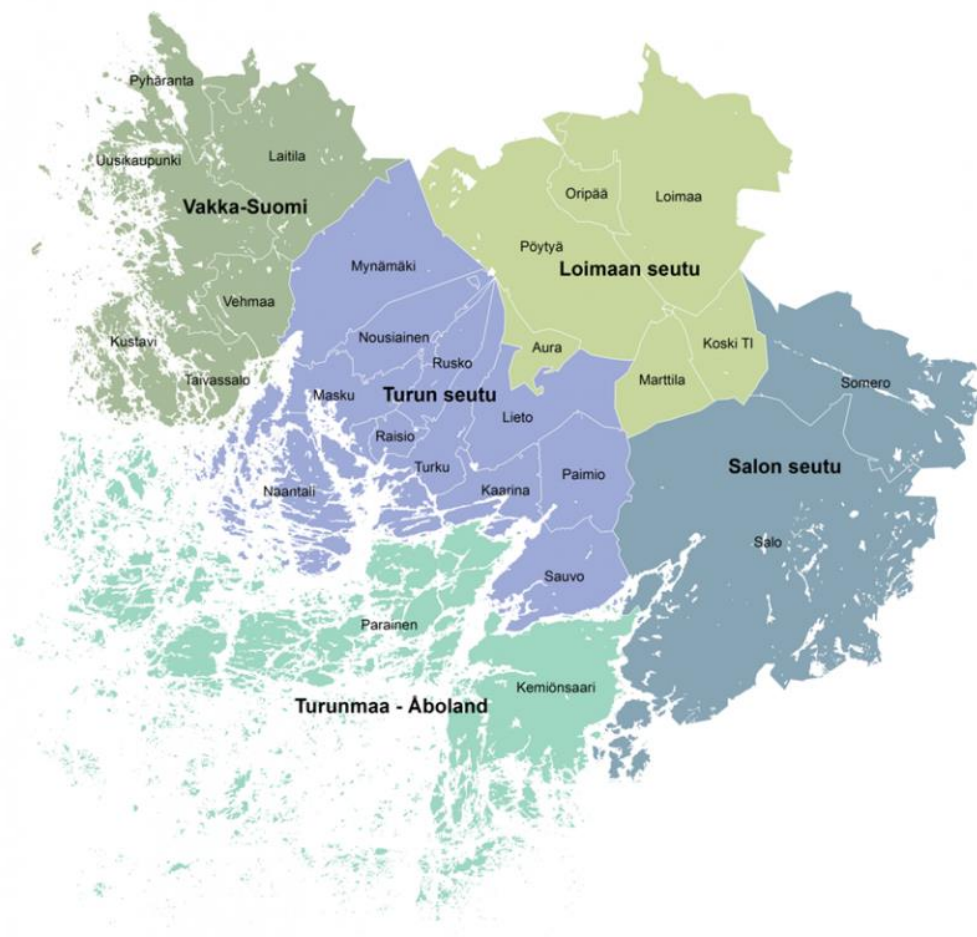 Pyhäranta
Uusikaupunki
Laitila
Vakka-Suomi
Vehmaa
Kustavi
Taivassalo
Oripää
Loimaa
Pöytyä
Loimaan seutu
Aura
Koski Tl
Marttila
Mynämäki
Nousiainen
Rusko
Masku
Turun seutu
Lieto
Raisio
Turku
Paimio
Naantali
Kaarina
Sauvo
Somero
Salon seutu
Salo
Parainen
Kemiönsaari
Turunmaa - Åboland